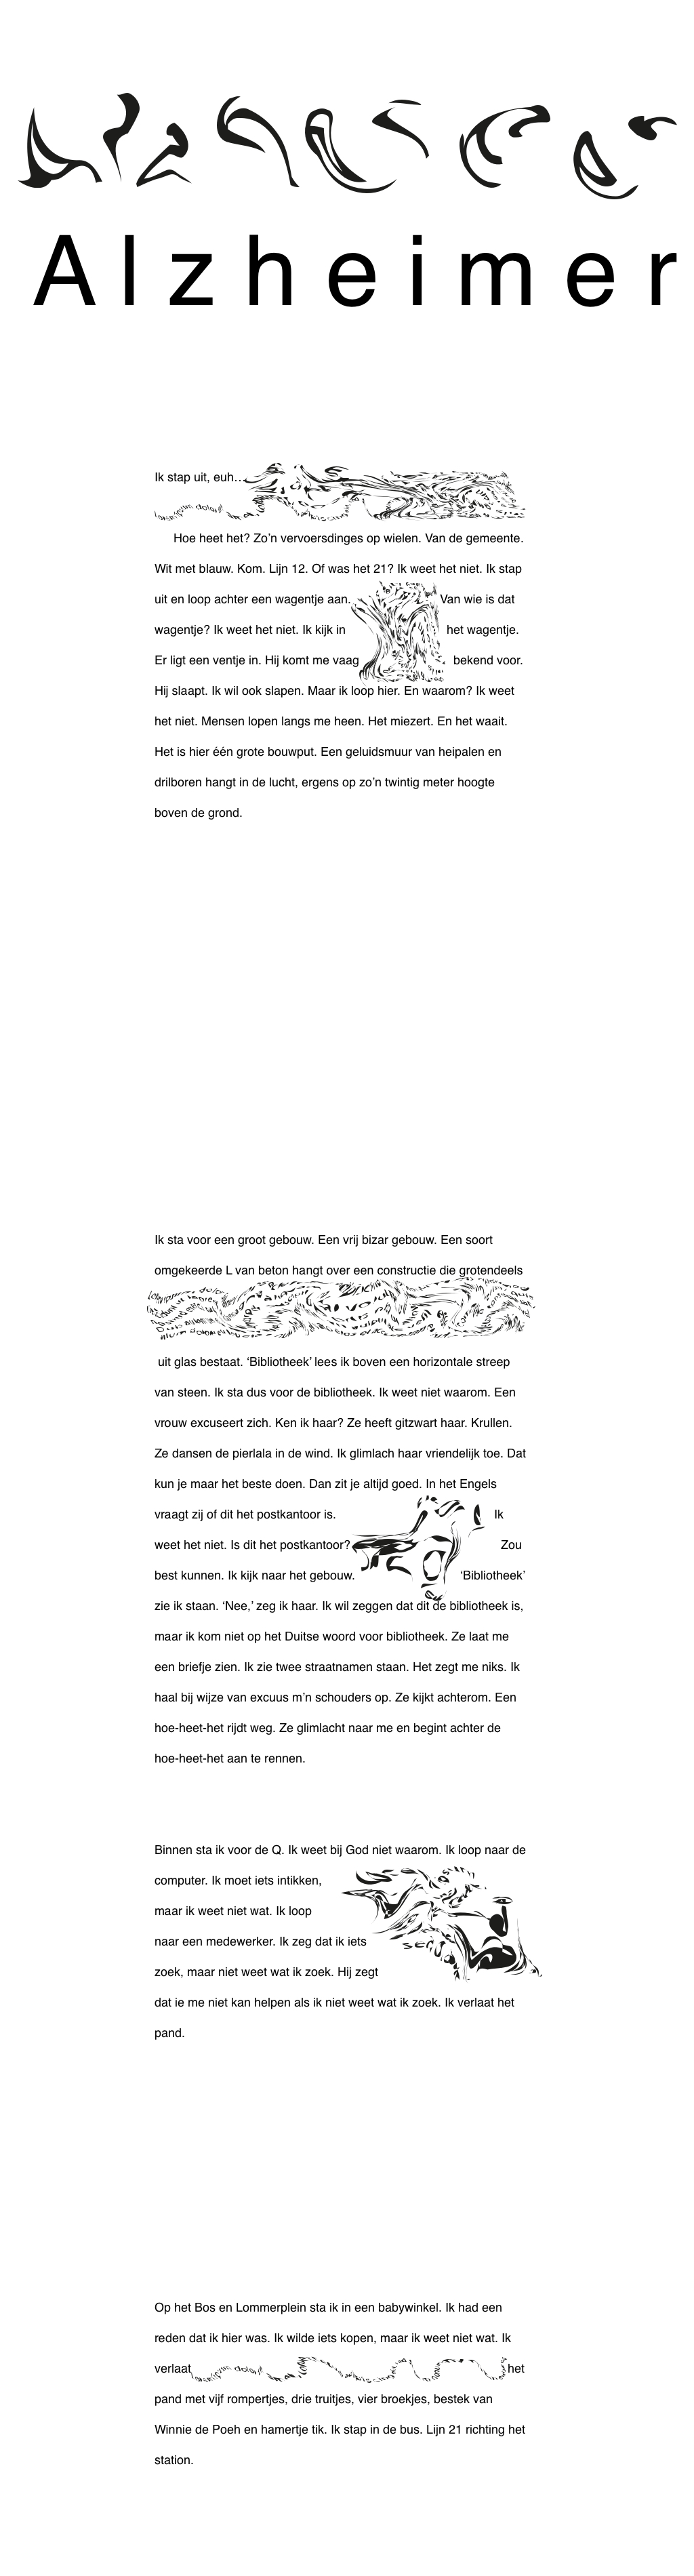 Alzheimer
Ik stap uit, euh…
Hoe heet het? Zo’n vervoersdinges op wielen. Van de gemeente.
Wit met blauw. Kom. Lijn 12. Of was het 21? Ik weet het niet. Ik stap
uit en loop achter een wagentje aan. Van wie is dat
wagentje? Ik weet het niet. Ik kijk in het wagentje.
Er ligt een ventje in. Hij komt me vaag bekend voor.
Hij slaapt. Ik wil ook slapen. Maar ik loop hier. En waarom? Ik weet
het niet. Mensen lopen langs me heen. Het miezert. En het waait.
Het is hier één grote bouwput. Een geluidsmuur van heipalen en
drilboren hangt in de lucht, ergens op zo’n twintig meter hoogte
boven de grond.
Ik sta voor een groot gebouw. Een vrij bizar gebouw. Een soort
omgekeerde L van beton hangt over een constructie die grotendeels
uit glas bestaat. ‘Bibliotheek’ lees ik boven een horizontale streep
van steen. Ik sta dus voor de bibliotheek. Ik weet niet waarom. Een
vrouw excuseert zich. Ken ik haar? Ze heeft gitzwart haar. Krullen.
Ze dansen de pierlala in de wind. Ik glimlach haar vriendelijk toe. Dat
kun je maar het beste doen. Dan zit je altijd goed. In het Engels
vraagt zij of dit het postkantoor is. Ik
weet het niet. Is dit het postkantoor? Zou
best kunnen. Ik kijk naar het gebouw. ‘Bibliotheek’
zie ik staan. ‘Nee,’ zeg ik haar. Ik wil zeggen dat dit de bibliotheek is,
maar ik kom niet op het Duitse woord voor bibliotheek. Ze laat me
een briefje zien. Ik zie twee straatnamen staan. Het zegt me niks. Ik
haal bij wijze van excuus m’n schouders op. Ze kijkt achterom. Een
hoe-heet-het rijdt weg. Ze glimlacht naar me en begint achter de
hoe-heet-het aan te rennen.
Binnen sta ik voor de Q. Ik weet bij God niet waarom. Ik loop naar de
computer. Ik moet iets intikken,
maar ik weet niet wat. Ik loop
naar een medewerker. Ik zeg dat ik iets
zoek, maar niet weet wat ik zoek. Hij zegt
dat ie me niet kan helpen als ik niet weet wat ik zoek. Ik verlaat het
pand.
Op het Bos en Lommerplein sta ik in een babywinkel. Ik had een
reden dat ik hier was. Ik wilde iets kopen, maar ik weet niet wat. Ik
verlaat het
pand met vijf rompertjes, drie truitjes, vier broekjes, bestek van
Winnie de Poeh en hamertje tik. Ik stap in de bus. Lijn 21 richting het
station.